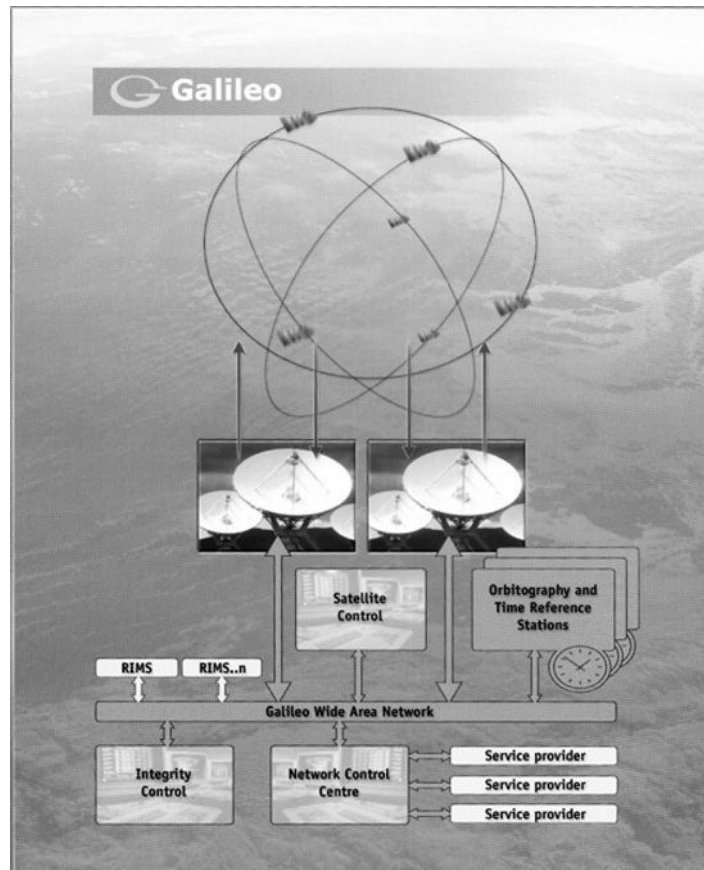 Galileo
Satellite
Control
Orbitography and
Time Reference
Stations
RIMS
RIMS..n
Galileo Wide Area Network
Integrity
Control
Network Control
Centre
Service provider
Service provider
Service provider